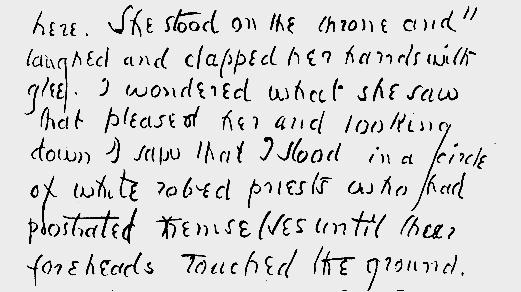 here. She stood on the throne and"
laughed and clapped her hands with
glee. I wondered what she saw
that pleased her and looking
down I saw that I stood in a circle
of white robed priests who had
prostrated themselves until their
foreheads touched the ground.